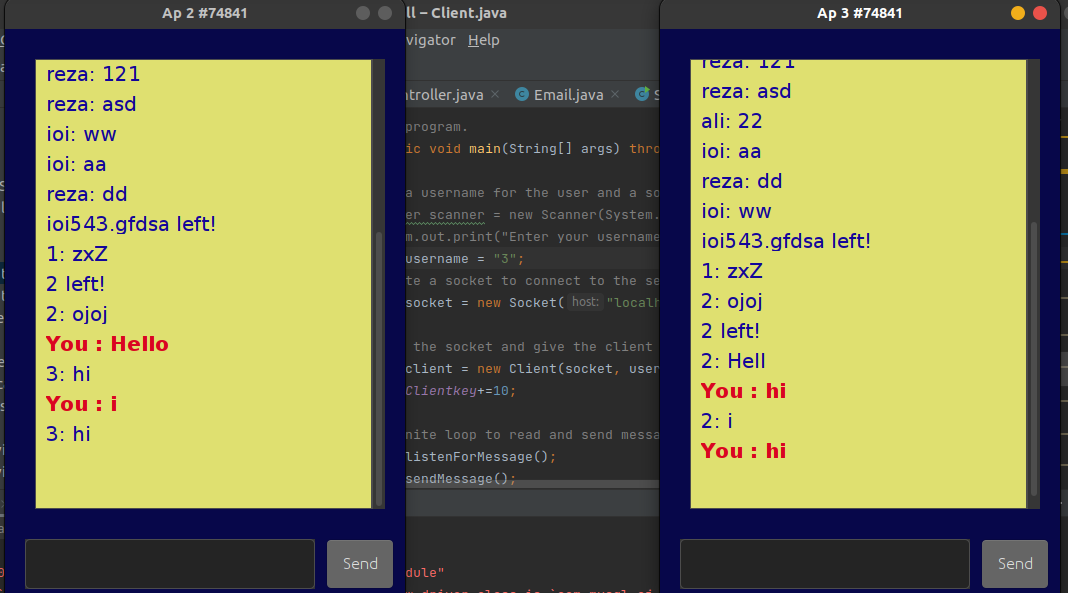 Ap 2 #74841
reza: 121
reza: asd
ioi: ww
ioi: aa
reza: dd
ioi543.gfdsa left!
1: zxZ
2 left!
2: ojoj
You : Hello
3: hi
You : i
3: hi
Send
ll – Client.java
vigator Help
ntroller.java
Email.java
program.
ic void main(String[] args) thro
a username for the user and a so
er scanner = new Scanner(System.
m.out.print("Enter your username
username = "3";
te a socket to connect to the se
socket = new Socket( host: "localh
the socket and give the client
client = new Client(socket, user
Clientkey+=10;
nite loop to read and send messa
listenForMessage();
sendMessage();
dule"
Ap 3 #74841
reza: 121
reza: asd
ali: 22
ioi: aa
reza: dd
ioi: ww
ioi543.gfdsa left!
1: zxZ
2: ojoj
2 left!
2: Hell
You : hi
2: i
You : hi
Send